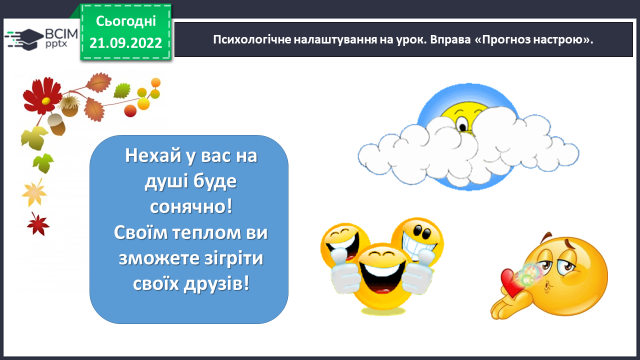 ВСІМ
pptx
Сьогодні
21.09.2022
Психологічне налаштування на урок. Вправа «Прогноз настрою».
Нехай у вас на
душі буде
сонячно!
Своїм теплом ви
зможете зігріти
своїх друзів!